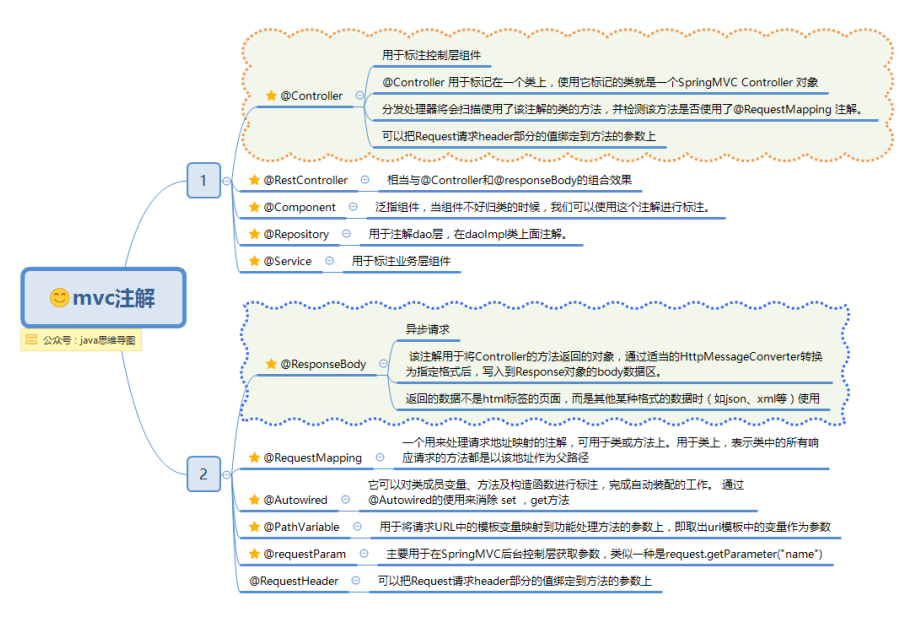 mvc注解
公众号：java思维导图
1
@Controller
用于标注控制层组件
@Controller 用于标记在一个类上，使用它标记的类就是一个SpringMVC Controller 对象
分发处理器将会扫描使用了该注解的类的方法，并检测该方法是否使用了@RequestMapping 注解。
可以把Request请求header部分的值绑定到方法的参数上
@RestController
相当与@Controller和@responseBody的组合效果
@Component
泛指组件，当组件不好归类的时候，我们可以使用这个注解进行标注。
@Repository
用于注解dao层，在daoImpl类上面注解。
@Service
用于标注业务层组件
2
@ResponseBody
异步请求
该注解用于将Controller的方法返回的对象，通过适当的HttpMessageConverter转换
为指定格式后，写入到Response对象的body数据区。
返回的数据不是html标签的页面，而是其他某种格式的数据时（如json、xml等）使用
@RequestMapping
一个用来处理请求地址映射的注解，可用于类或方法上。用于类上，表示类中的所有响
应请求的方法都是以该地址作为父路径
@Autowired
它可以对类成员变量、方法及构造函数进行标注，完成自动装配的工作。 通过
@Autowired的使用来消除 set ，get方法
@PathVariable
用于将请求URL中的模板变量映射到功能处理方法的参数上，即取出uri模板中的变量作为参数
@requestParam
主要用于在SpringMVC后台控制层获取参数，类似一种是request.getParameter("name")
@RequestHeader
可以把Request请求header部分的值绑定到方法的参数上